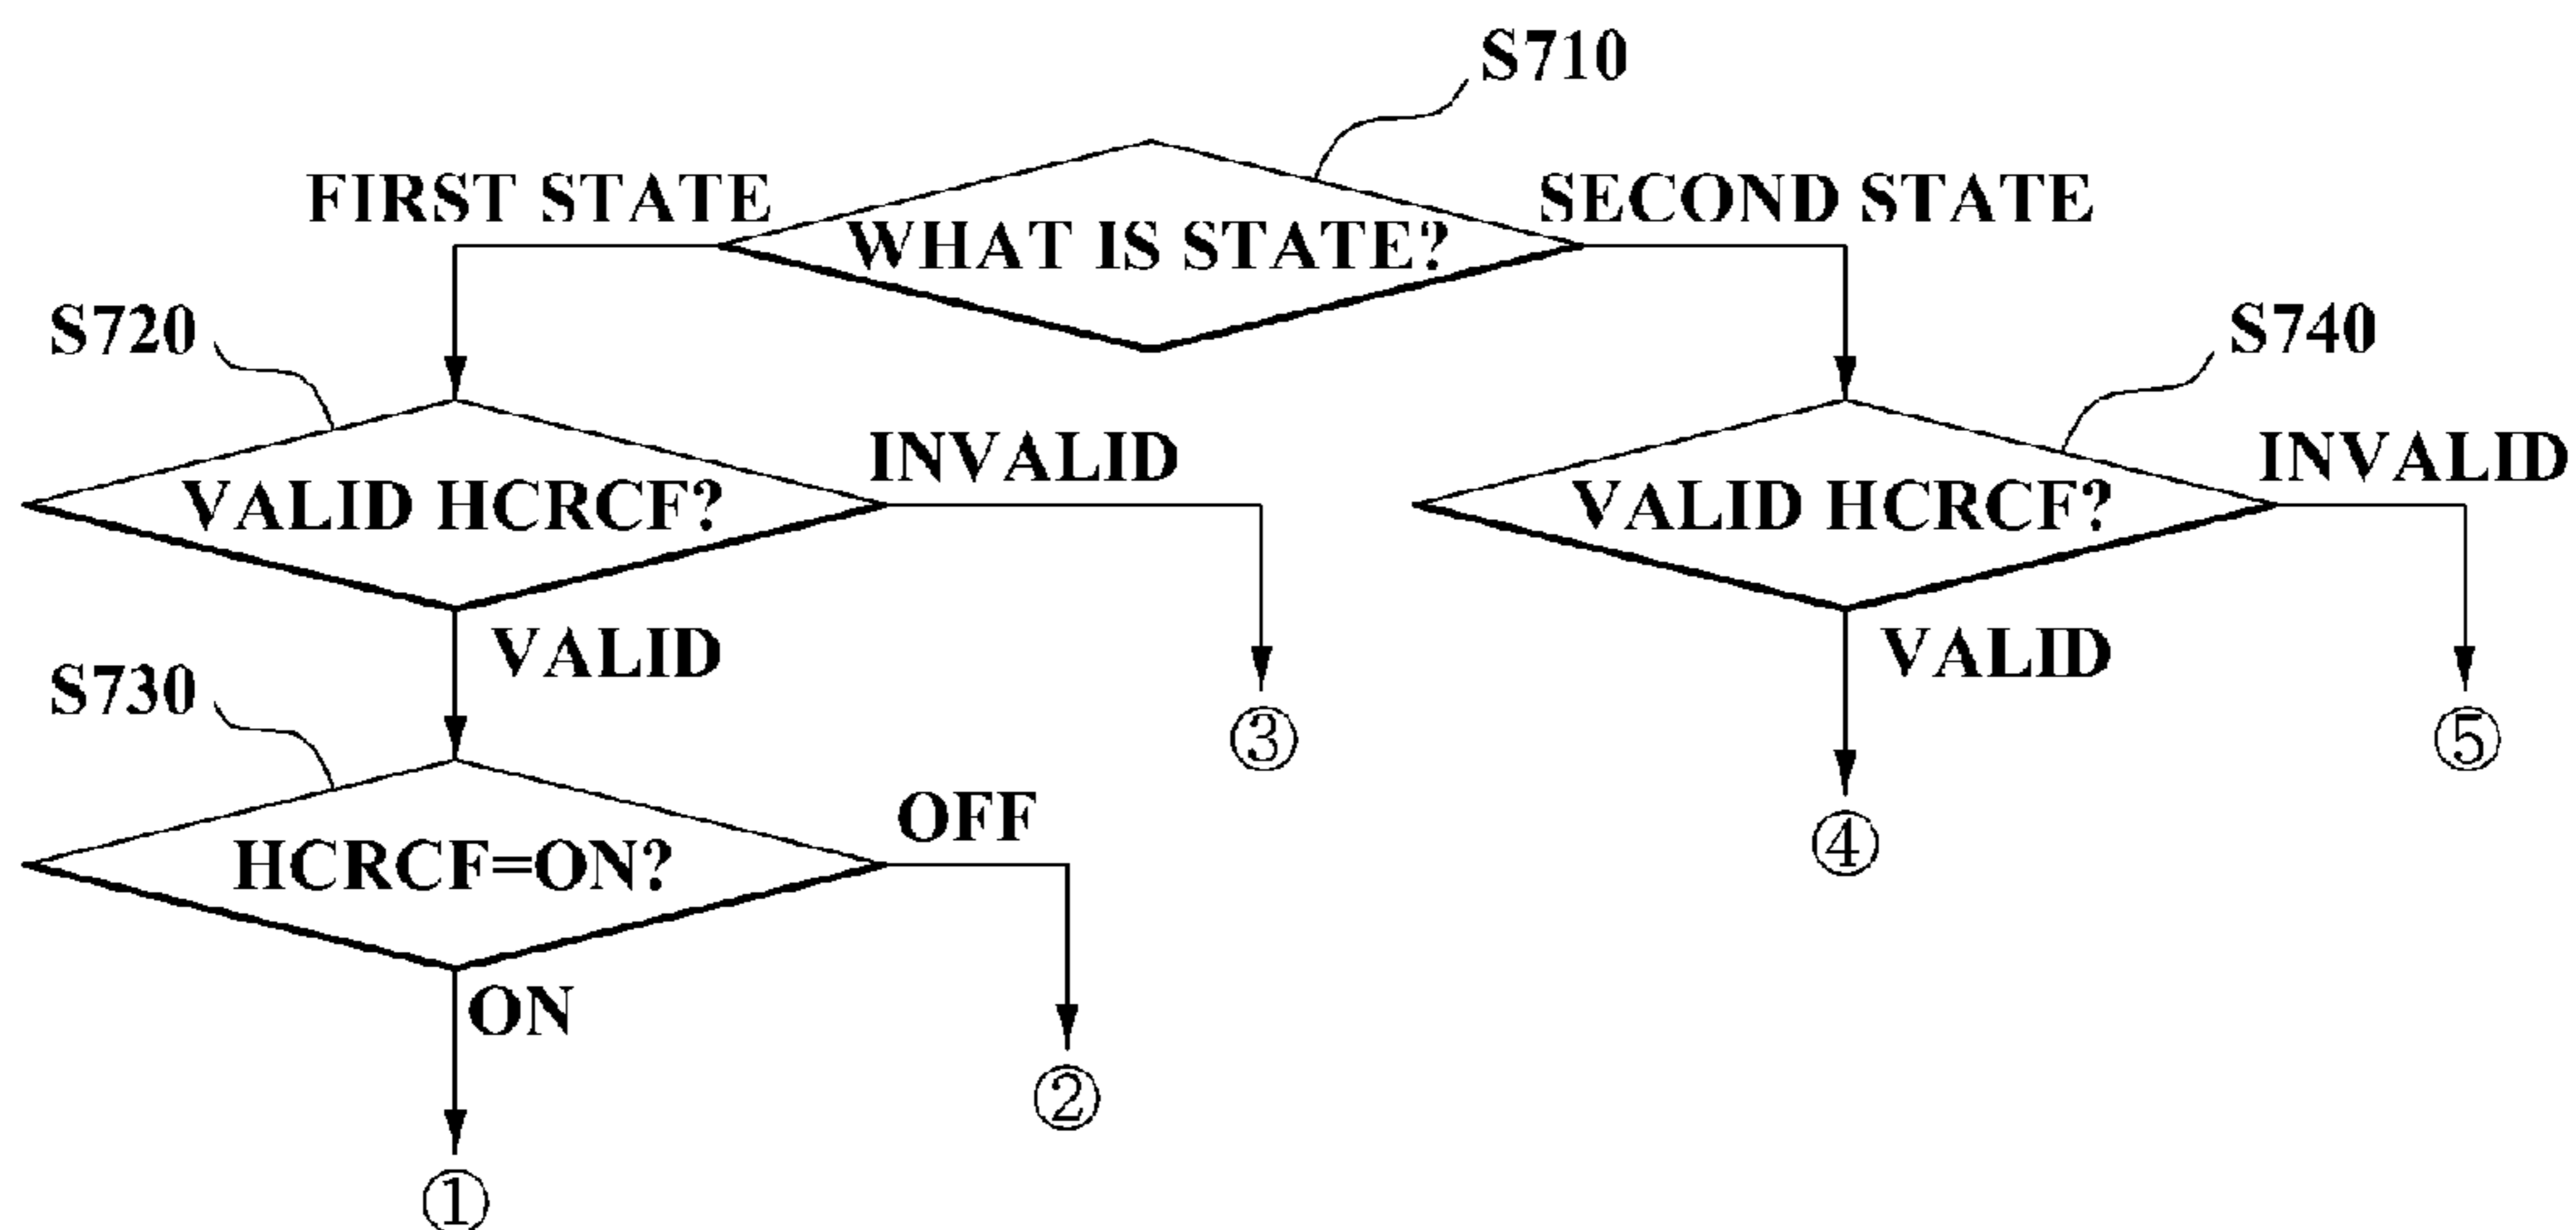 S710
FIRST STATE
WHAT IS STATE?
SECOND STATE
S720
S740
VALID HCRCF?
INVALID
VALID HCRCF?
INVALID
VALID
VALID
S730
③
⑤
HCRCF=ON?
OFF
④
ON
②
①